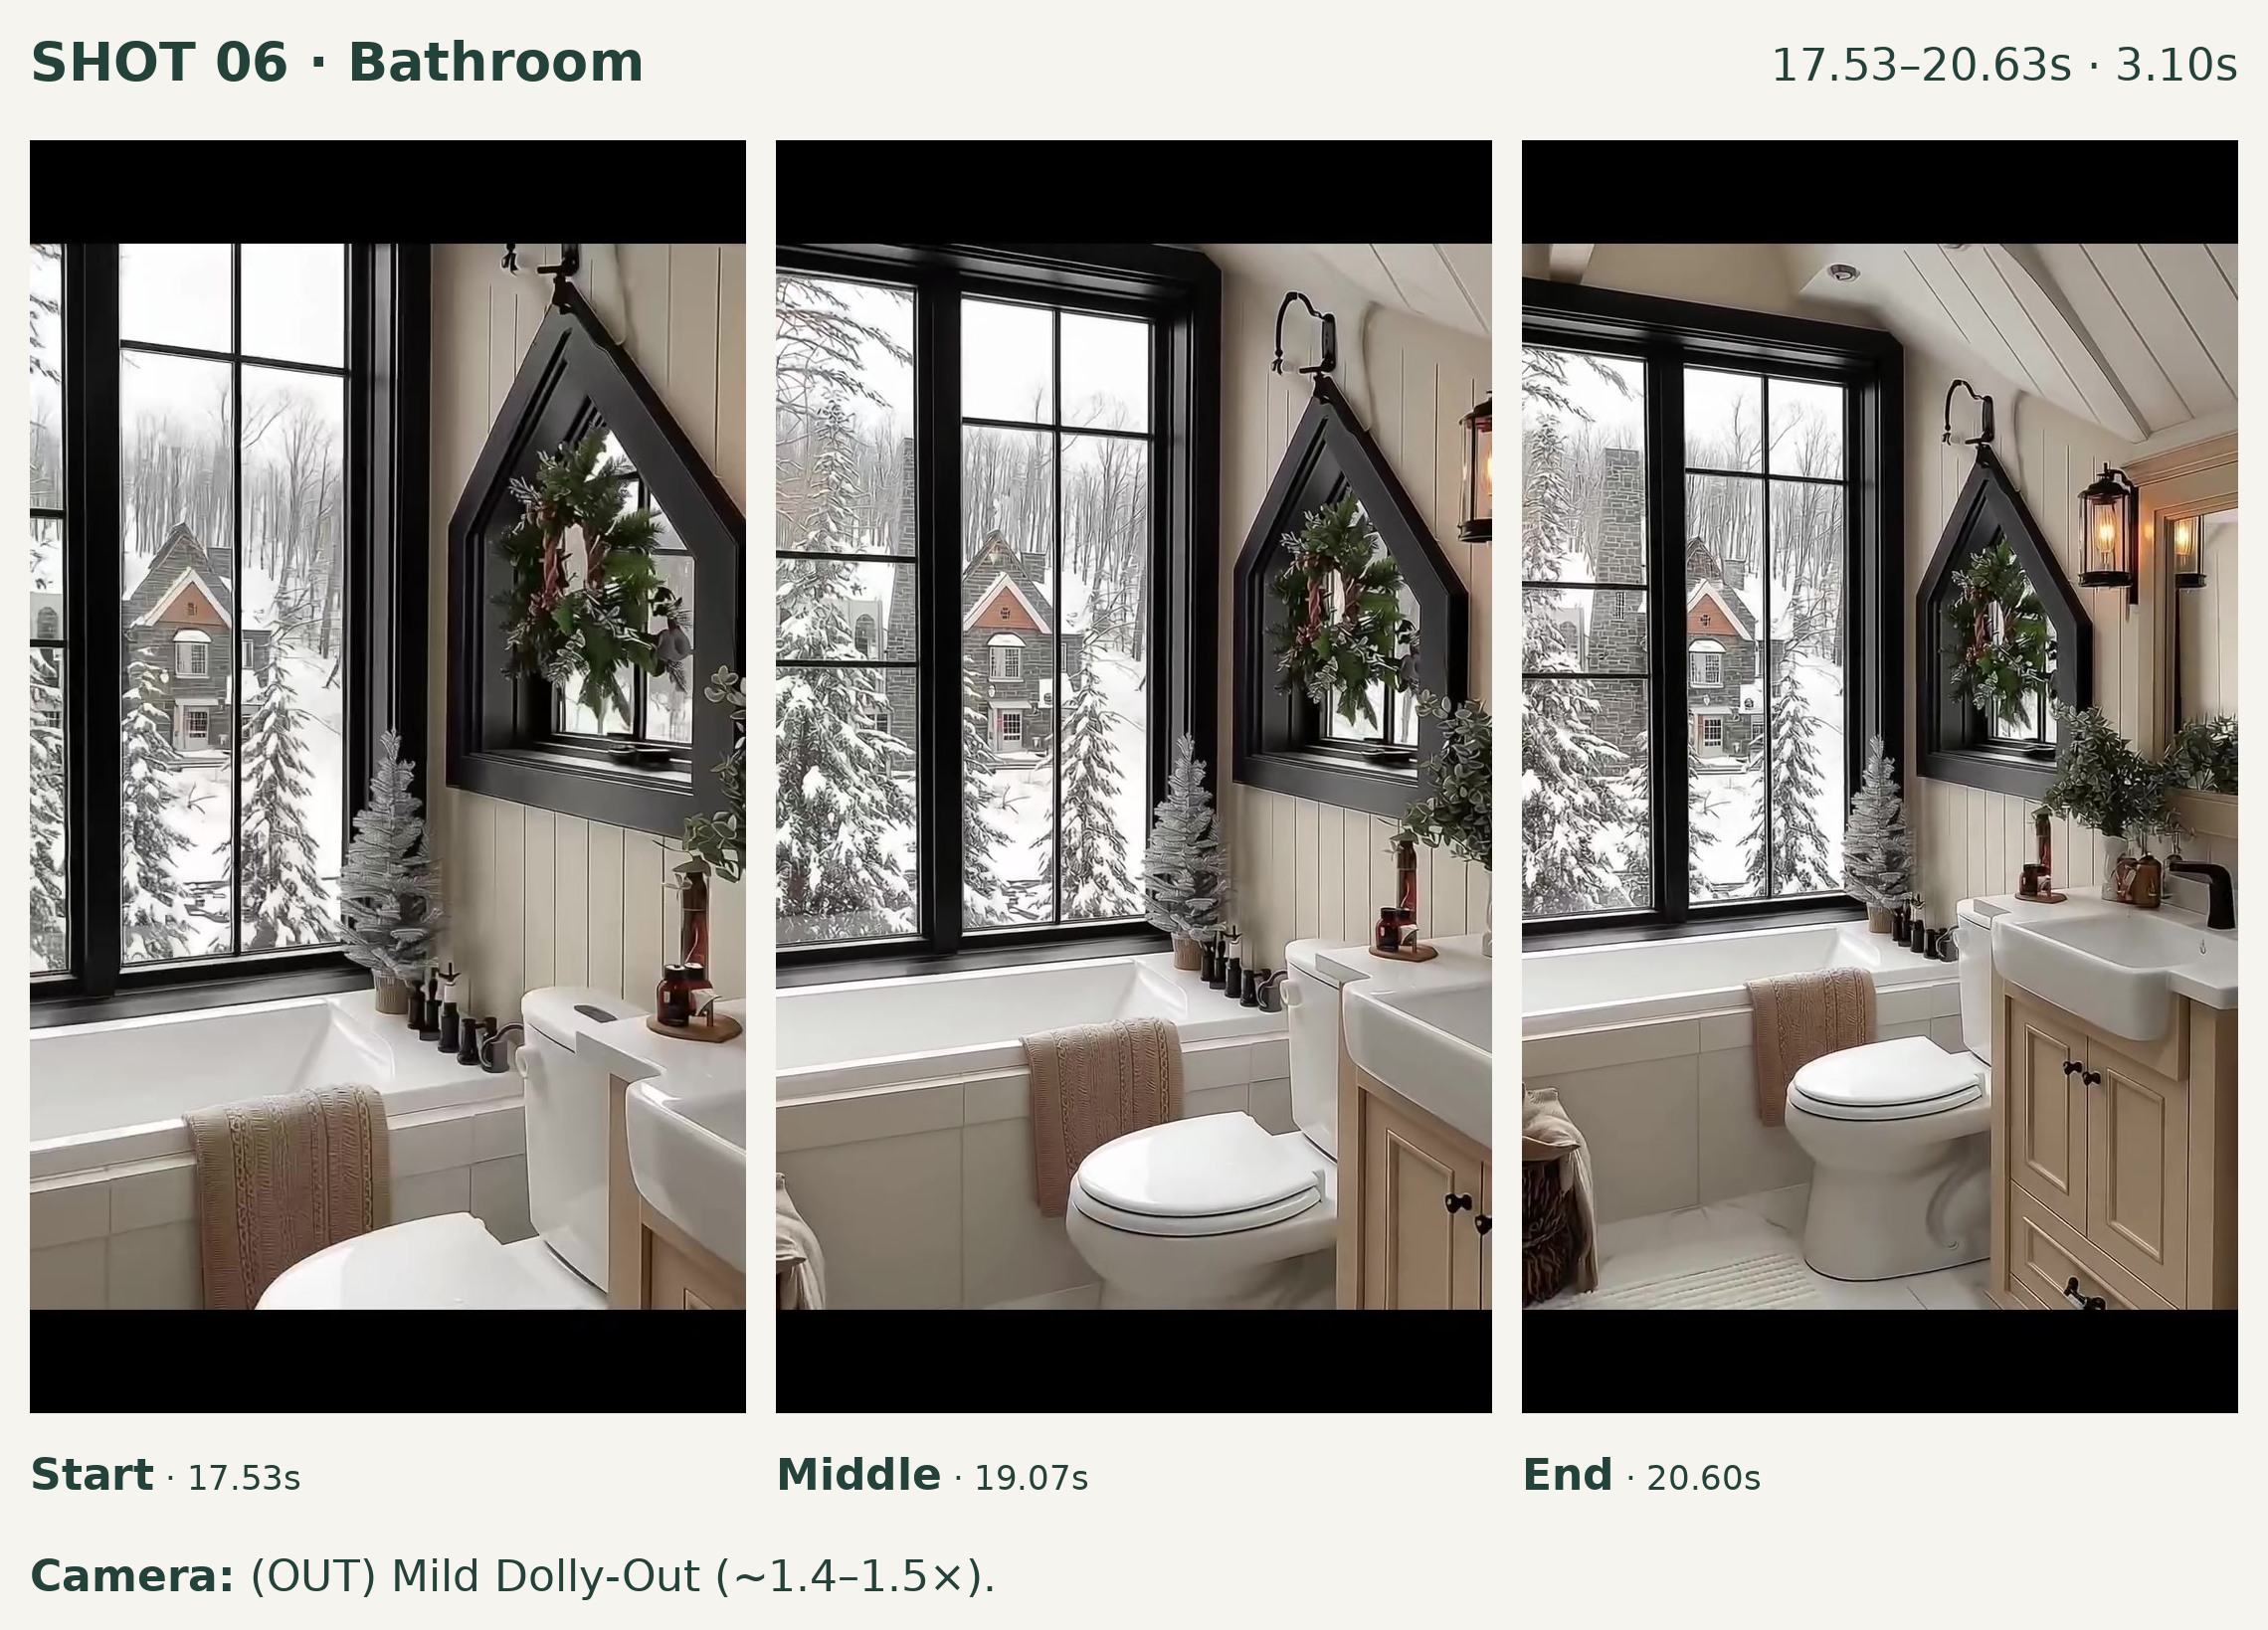 SHOT 06 · Bathroom
17.53–20.63s · 3.10s
Start · 17.53s
Middle · 19.07s
End · 20.60s
Camera: (OUT) Mild Dolly-Out (~1.4–1.5×).